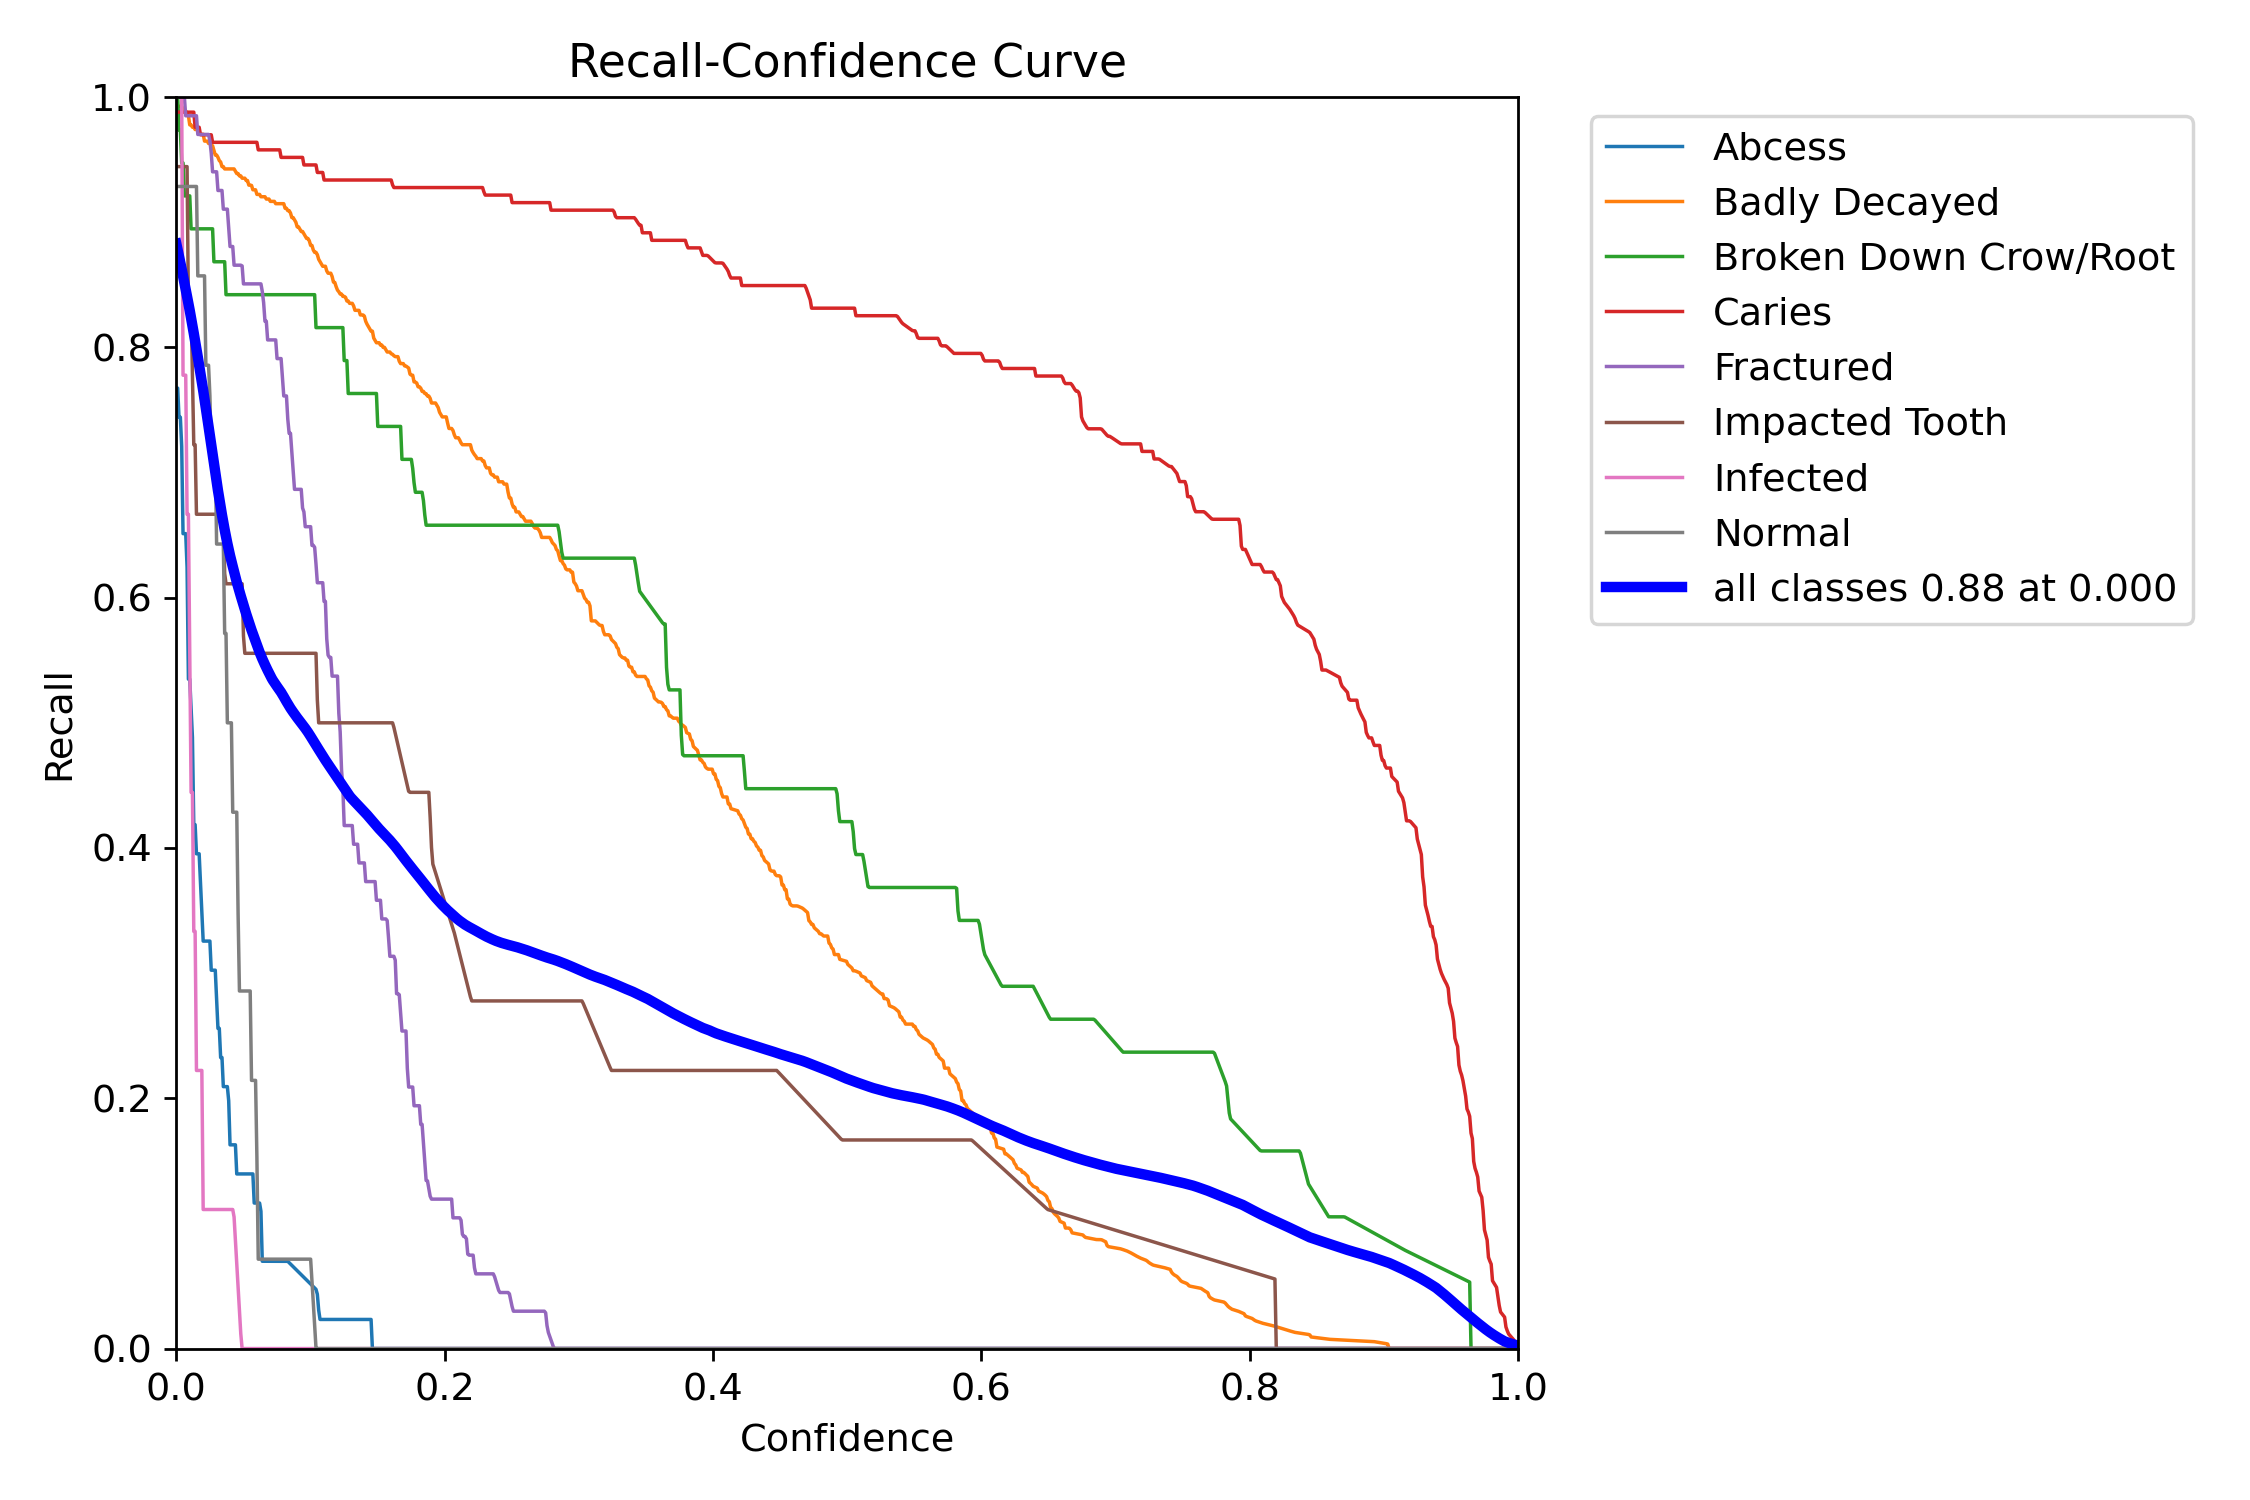 Recall-Confidence Curve
1.0
0.8
0.6
0.4
0.2
0.0
Recall
0.0 0.2 0.4 0.6 0.8 1.0
Confidence
Abcess
Badly Decayed
Broken Down Crow/Root
Caries
Fractured
Impacted Tooth
Infected
Normal
all classes 0.88 at 0.000